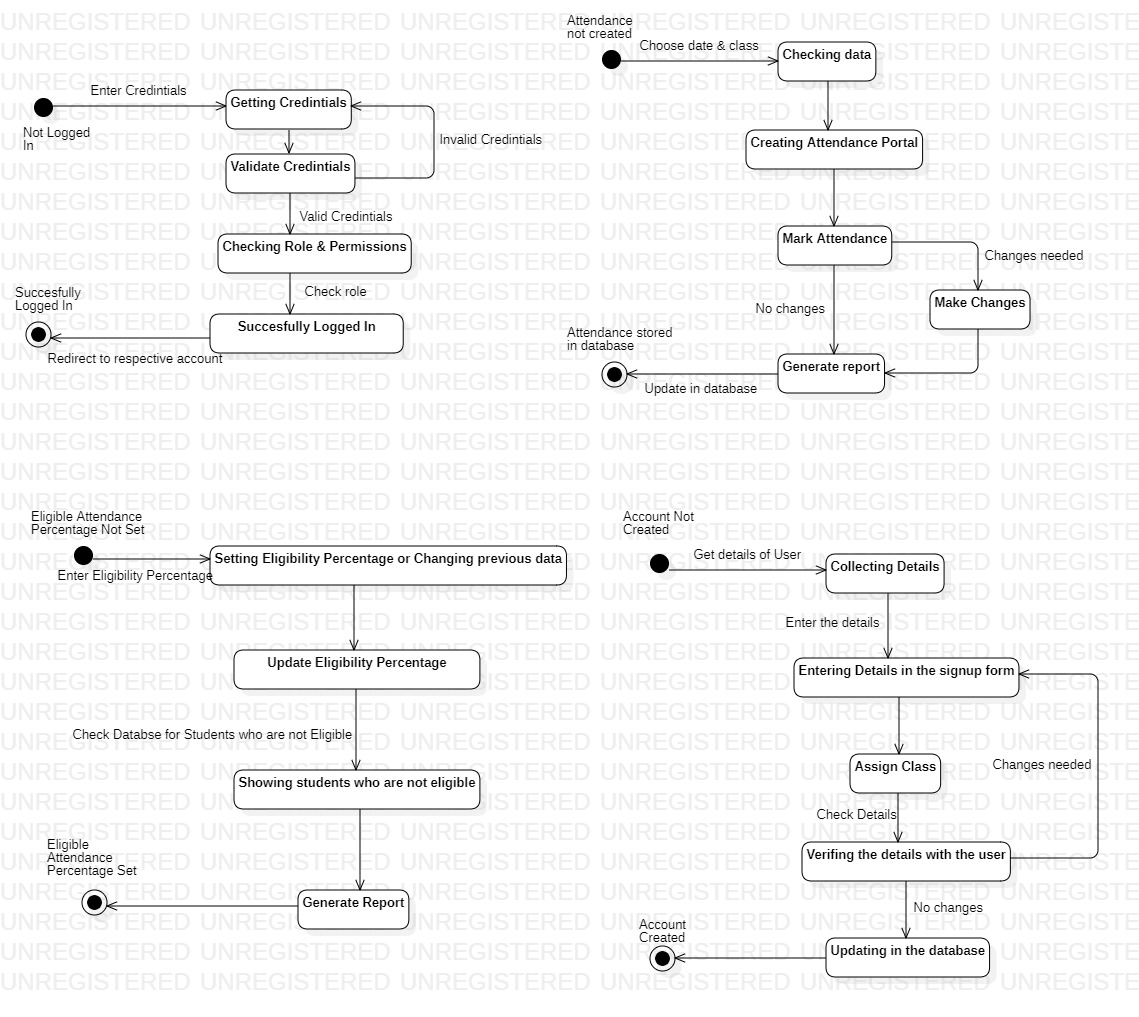 Enter Credintials
Not Logged
In
Getting Credintials
Invalid Credintials
Validate Credintials
Valid Credintials
Checking Role & Permissions
Check role
Succesfully
Logged In
Succesfully Logged In
Redirect to respective account
Attendance
not created
Choose date & class
Checking data
Creating Attendance Portal
Mark Attendance
Changes needed
Make Changes
No changes
Attendance stored
in database
Generate report
Update in database
Eligible Attendance
Percentage Not Set
Enter Eligibility Percentage
Setting Eligibility Percentage or Changing previous data
Update Eligibility Percentage
Check Databse for Students who are not Eligible
Showing students who are not eligible
Eligible
Attendance
Percentage Set
Generate Report
Account Not
Created
Get details of User
Collecting Details
Enter the details
Entering Details in the signup form
Assign Class
Changes needed
Check Details
Verifing the details with the user
No changes
Account
Created
Updating in the database
UNREGISTERED